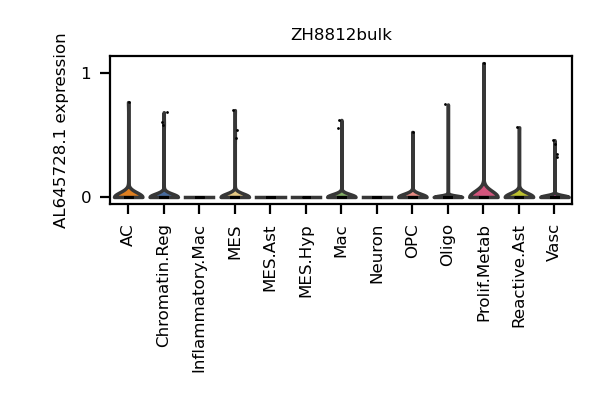 ZH8812bulk
AL645728.1 expression
1
0
AC
Chromatin.Reg
Inflammatory.Mac
MES
MES.Ast
MES.Hyp
Mac
Neuron
OPC
Oligo
Prolif.Metab
Reactive.Ast
Vasc